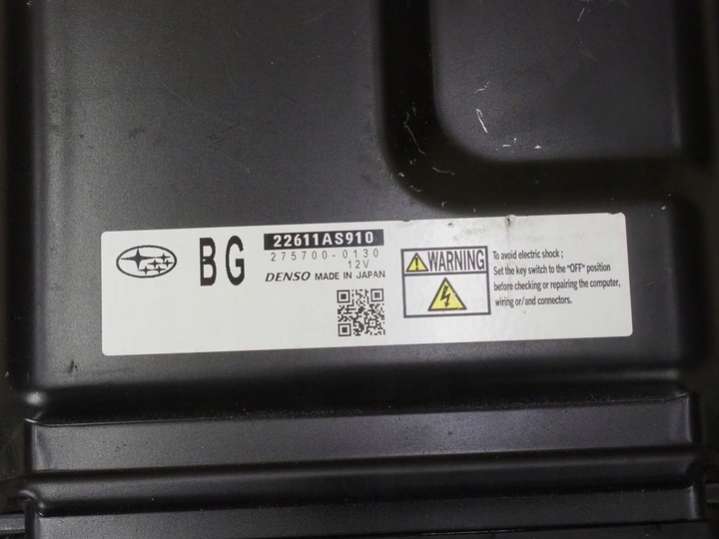 BG
22611AS910
275700-0130
12V
DENSO MADE IN JAPAN
WARNING
To avoid electric shock ;
Set the key switch to the "OFF" position
before checking or repairing the computer,
wiring or/and connectors.